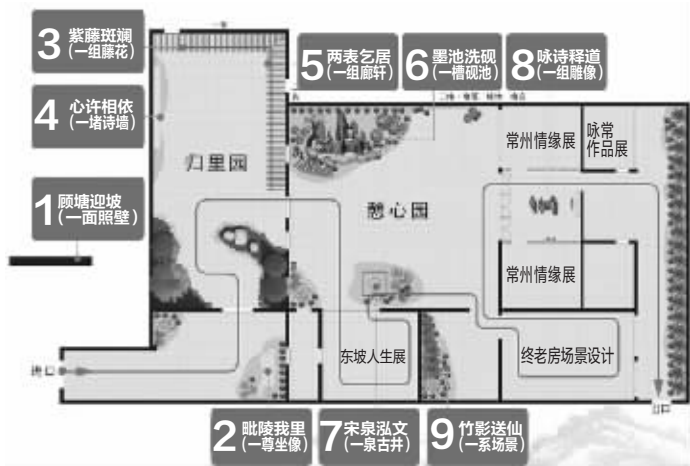 3 紫藤斑斓
(一组藤花)
4 心许相依
(一堵诗墙)
1 顾塘迎坡
(一面照壁)
5 两表乞居
(一组廊轩)
6 墨池洗砚
(一槽砚池)
8 咏诗释道
(一组雕像)
归里园
憩心园
常州情缘展
咏常
作品展
常州情缘展
东坡人生展
终老房场景设计
进口
出口
2 毗陵我里
(一尊坐像)
7 宋泉泓文
(一泉古井)
9 竹影送仙
(一系场景)